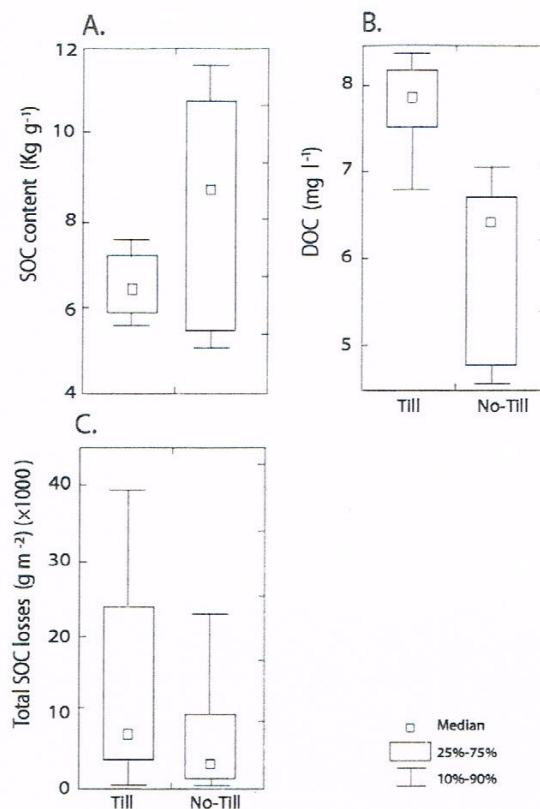 A.
SOC content (Kg g-1)
12
10
8
6
4
B.
DOC (mg l-1)
8
7
6
5
Till No-Till
C.
Total SOC losses (g m-2) (×1000)
40
30
20
10
0
Till No-Till
Median
25%-75%
10%-90%